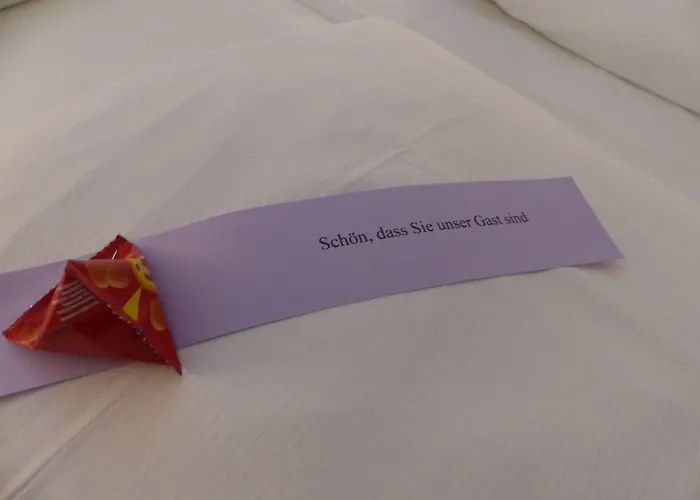 Schön, dass Sie unser Gast sind